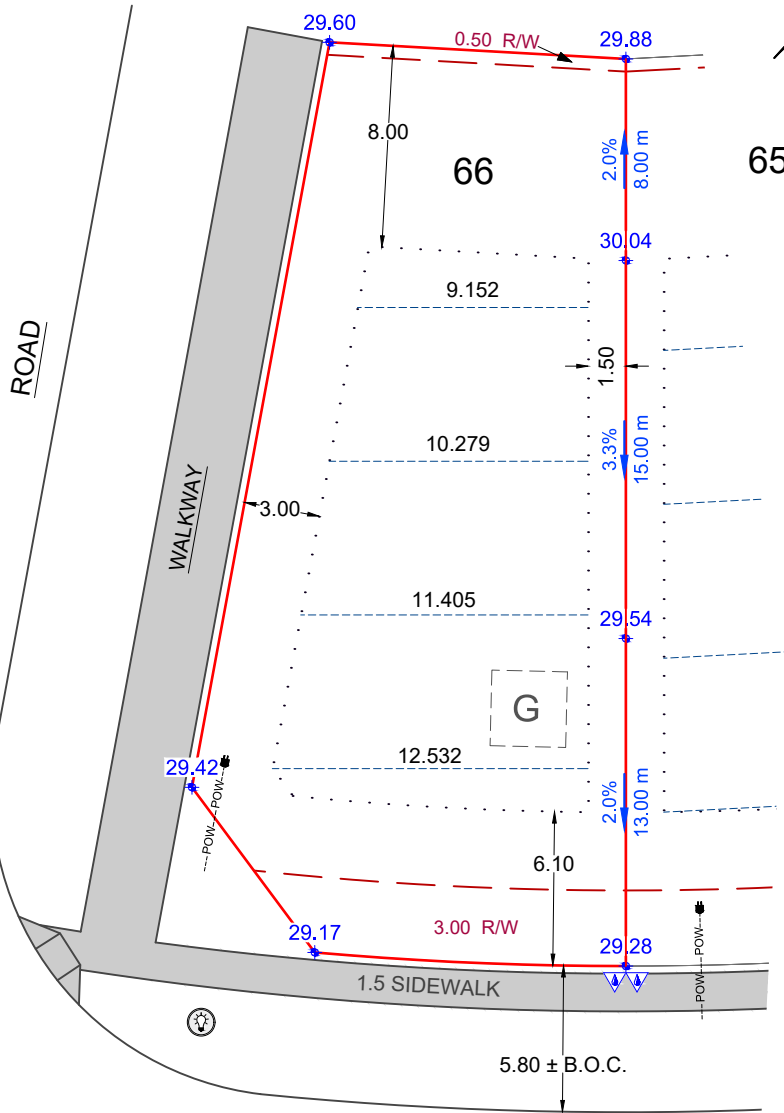 29.60
0.50 R/W
29.88
8.00
66
2.0%
8.00 m
65
30.04
9.152
ROAD
1.50
10.279
3.3%
15.00 m
WALKWAY
3.00
11.405
29.54
G
12.532
29.42
---POW---POW---
2.0%
13.00 m
6.10
3.00 R/W
29.17
29.28
---POW---POW---
1.5 SIDEWALK
5.80 ± B.O.C.